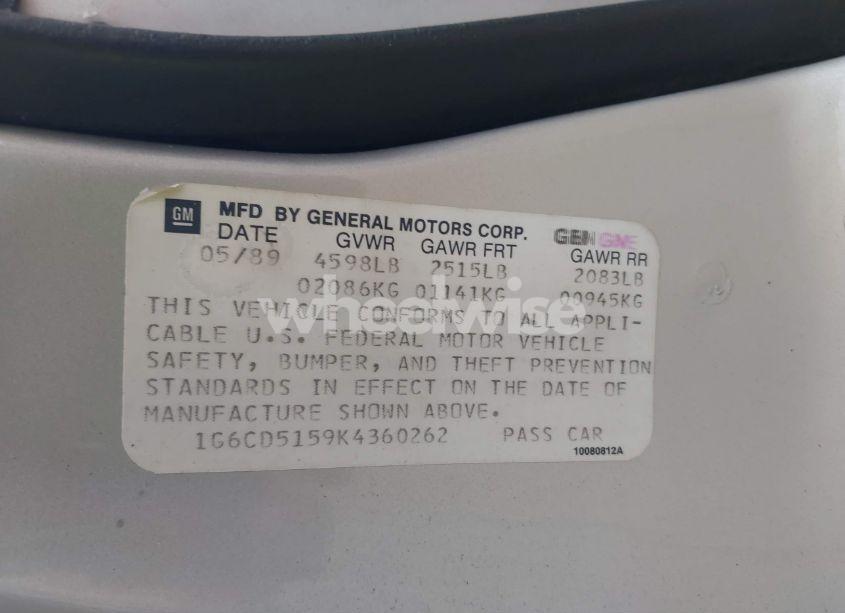 GM MFD BY GENERAL MOTORS CORP.
DATE GVWR GAWR FRT GAWR RR
05/89 4598LB 2515LB 2083LB
02086KG 01141KG 00945KG
THIS VEHICLE CONFORMS TO ALL APPLI-
CABLE U.S. FEDERAL MOTOR VEHICLE
SAFETY, BUMPER, AND THEFT PREVENTION
STANDARDS IN EFFECT ON THE DATE OF
MANUFACTURE SHOWN ABOVE.
1G6CD5159K4360262 PASS CAR
10080812A
wheelwise